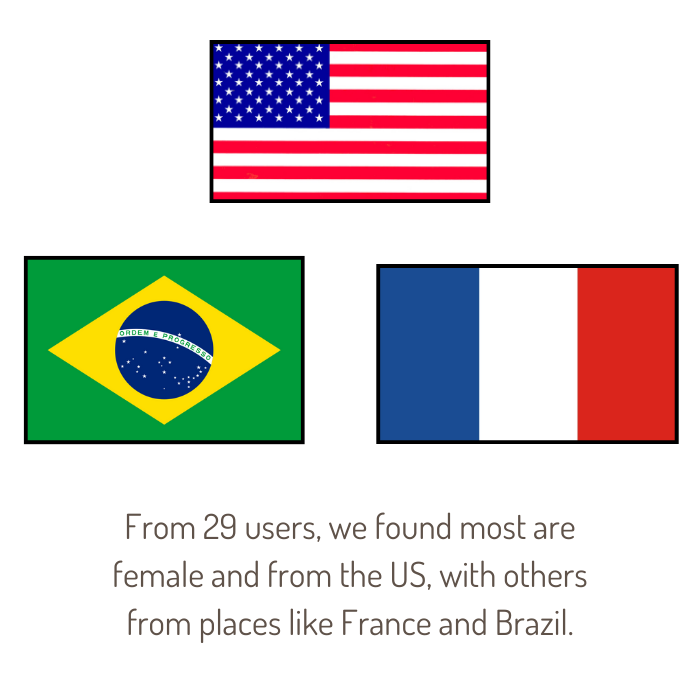 ORDEM E PROGRESSO
From 29 users, we found most are
female and from the US, with others
from places like France and Brazil.